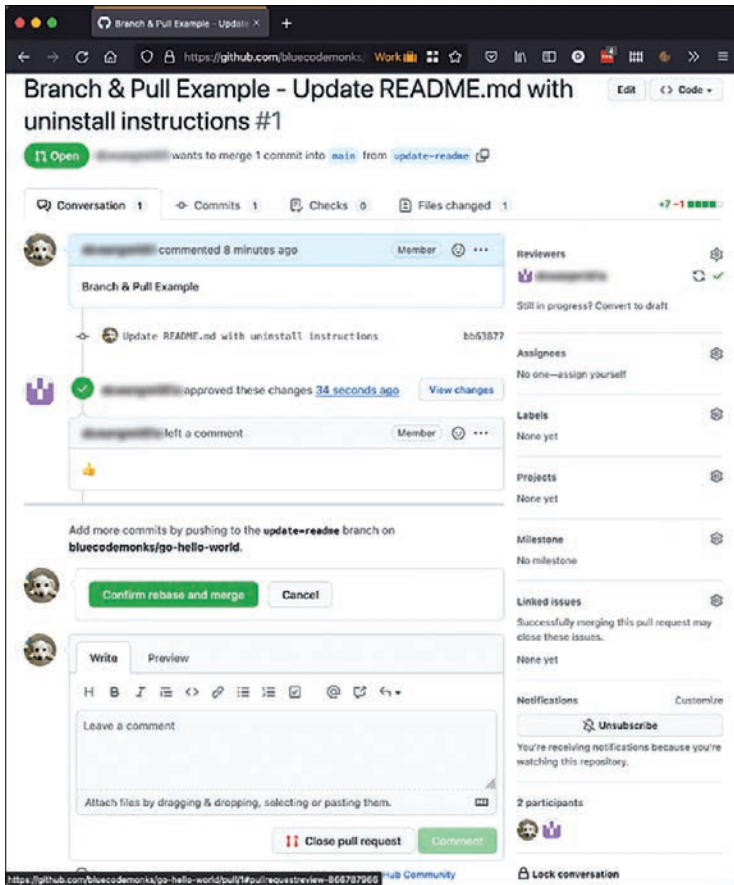 Branch & Pull Example - Update
https://github.com/bluecodemonks/
Work
4
Branch & Pull Example - Update README.md with uninstall instructions #1
Edit
Code
Open
wants to merge 1 commit into main from update-readme
Conversation 1
Commits 1
Checks 0
Files changed 1
+7 −1
commented 8 minutes ago
Member
Branch & Pull Example
Update README.md with uninstall instructions
bb63877
approved these changes 34 seconds ago
View changes
left a comment
Member
👍
Add more commits by pushing to the update-readme branch on
bluecodemonks/go-hello-world.
Confirm rebase and merge
Cancel
Write
Preview
Leave a comment
Attach files by dragging & dropping, selecting or pasting them.
Close pull request
Comment
https://github.com/bluecodemonks/go-hello-world/pull/1#pullrequestreview-866787966
Hub Community
Reviewers
Still in progress? Convert to draft
Assignees
No one—assign yourself
Labels
None yet
Projects
None yet
Milestone
No milestone
Linked issues
Successfully merging this pull request may
close these issues.
None yet
Notifications
Customize
Unsubscribe
You're receiving notifications because you're
watching this repository.
2 participants
Lock conversation